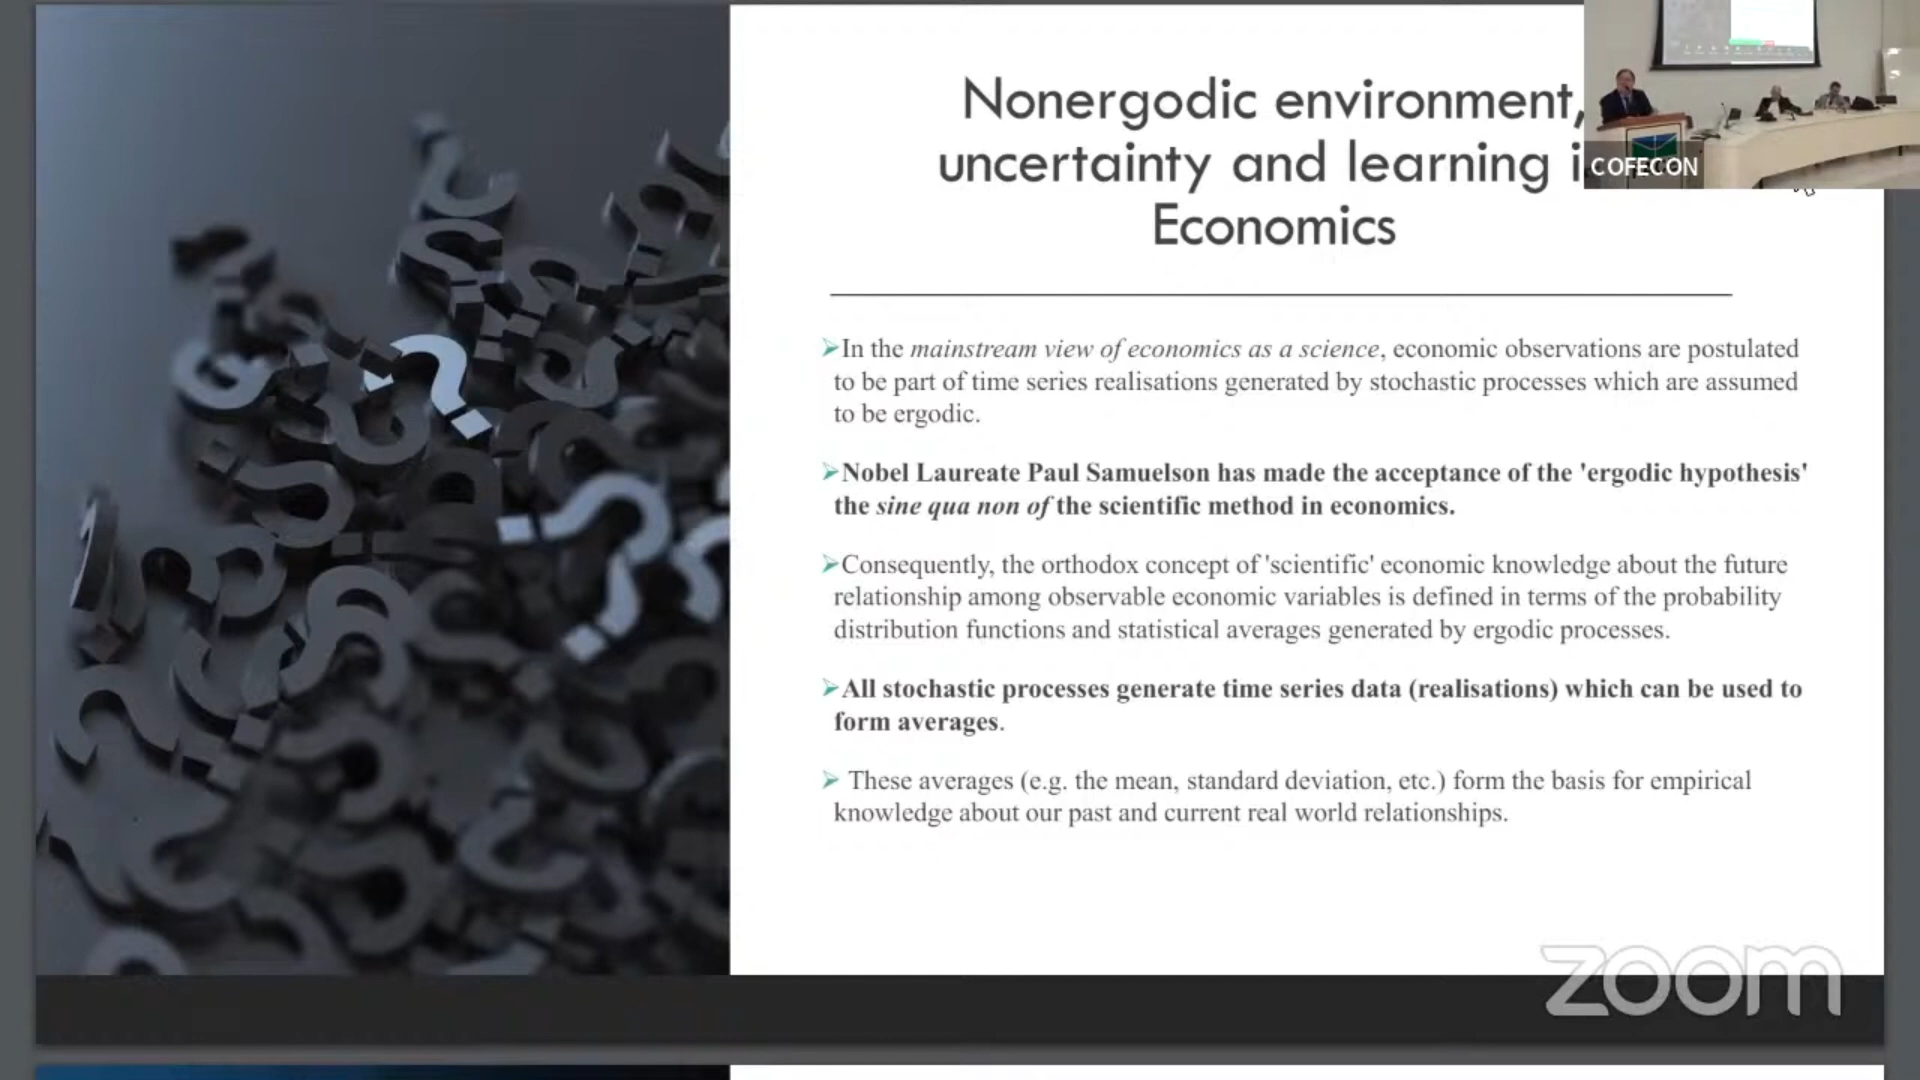 Nonergodic environment,
uncertainty and learning i
Economics
COFECON
➢In the mainstream view of economics as a science, economic observations are postulated
to be part of time series realisations generated by stochastic processes which are assumed
to be ergodic.
➢Nobel Laureate Paul Samuelson has made the acceptance of the 'ergodic hypothesis'
the sine qua non of the scientific method in economics.
➢Consequently, the orthodox concept of 'scientific' economic knowledge about the future
relationship among observable economic variables is defined in terms of the probability
distribution functions and statistical averages generated by ergodic processes.
➢All stochastic processes generate time series data (realisations) which can be used to
form averages.
➢ These averages (e.g. the mean, standard deviation, etc.) form the basis for empirical
knowledge about our past and current real world relationships.
zoom